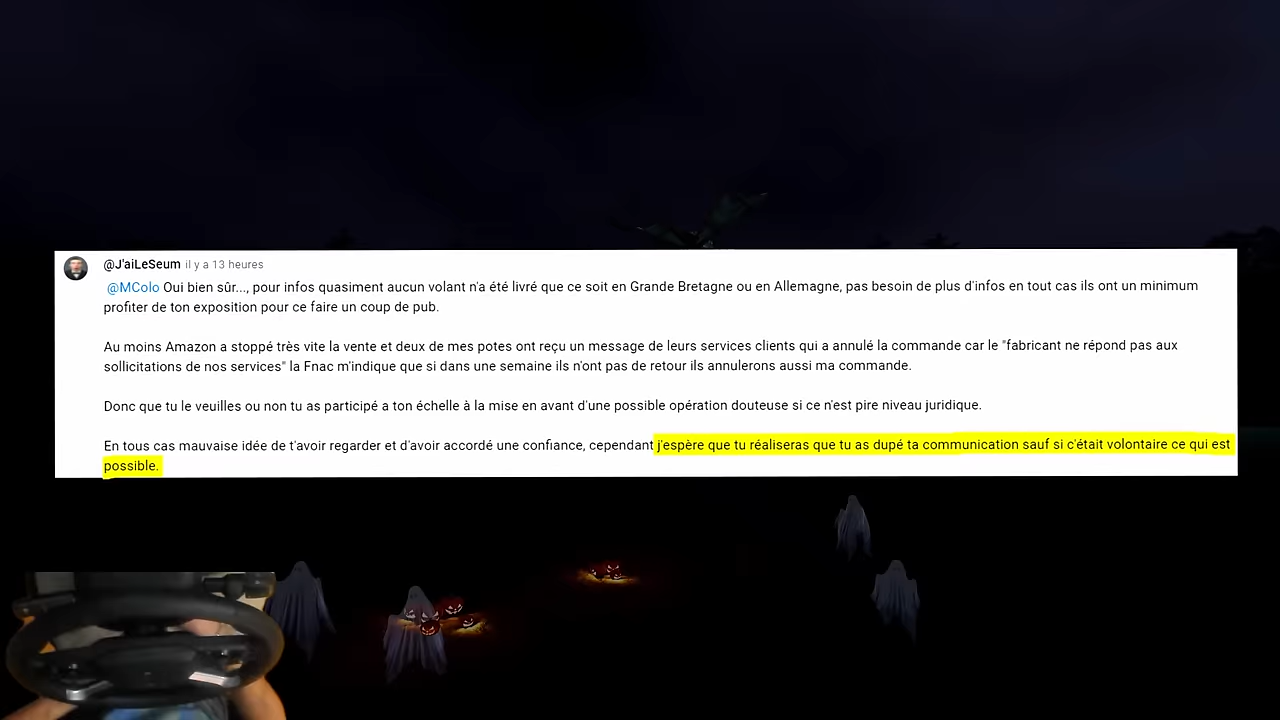 @J'aiLeSeum il y a 13 heures
@MColo Oui bien sûr..., pour infos quasiment aucun volant n'a été livré que ce soit en Grande Bretagne ou en Allemagne, pas besoin de plus d'infos en tout cas ils ont un minimum
profiter de ton exposition pour ce faire un coup de pub.
Au moins Amazon a stoppé très vite la vente et deux de mes potes ont reçu un message de leurs services clients qui a annulé la commande car le "fabricant ne répond pas aux
sollicitations de nos services" la Fnac m'indique que si dans une semaine ils n'ont pas de retour ils annulerons aussi ma commande.
Donc que tu le veuilles ou non tu as participé a ton échelle à la mise en avant d'une possible opération douteuse si ce n'est pire niveau juridique.
En tous cas mauvaise idée de t'avoir regarder et d'avoir accordé une confiance, cependant j'espère que tu réaliseras que tu as dupé ta communication sauf si c'était volontaire ce qui est
possible.